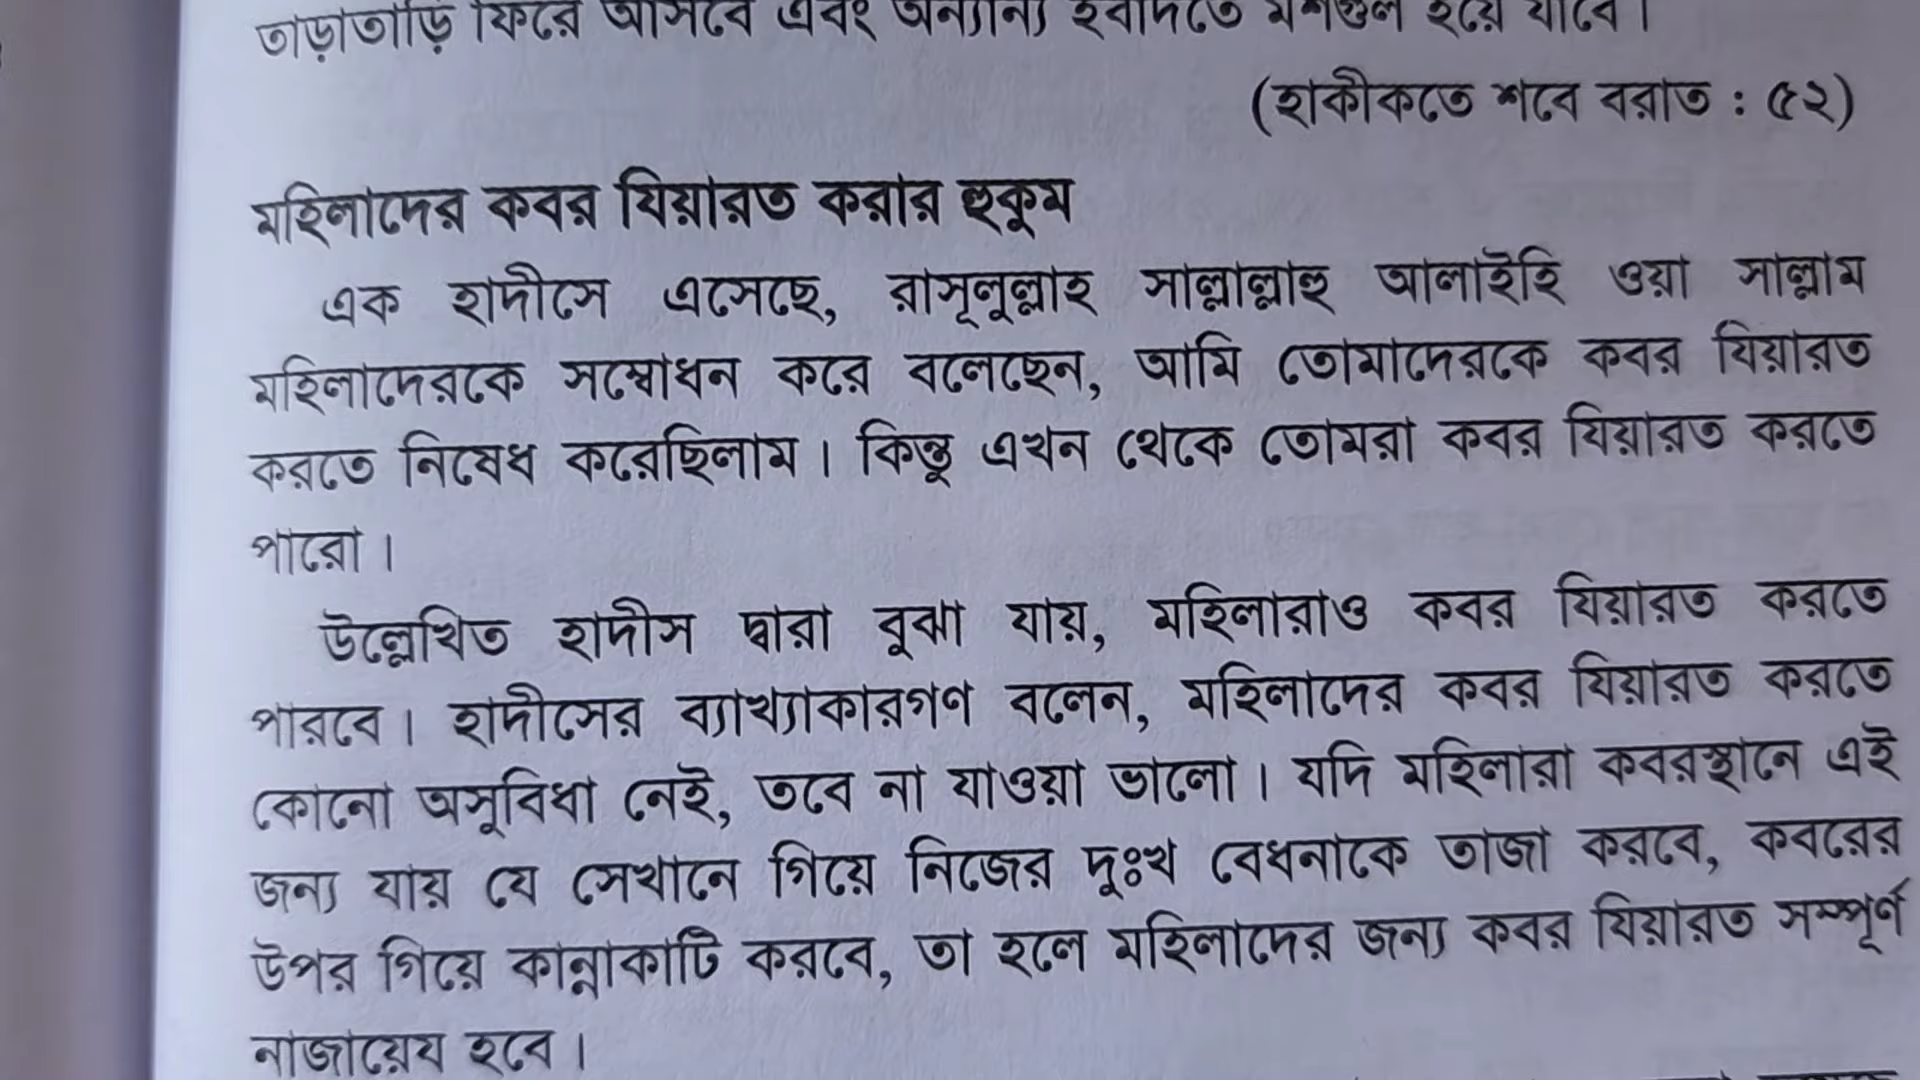 তাড়াতাড়ি ফিরে আসবে এবং অন্যান্য ইবাদতে মশগুল হয়ে যাবে।
(হাকীকতে শবে বরাত : ৫২)
মহিলাদের কবর যিয়ারত করার হুকুম
এক হাদীসে এসেছে, রাসূলুল্লাহ সাল্লাল্লাহু আলাইহি ওয়া সাল্লাম
মহিলাদেরকে সম্বোধন করে বলেছেন, আমি তোমাদেরকে কবর যিয়ারত
করতে নিষেধ করেছিলাম। কিন্তু এখন থেকে তোমরা কবর যিয়ারত করতে
পারো।
উল্লেখিত হাদীস দ্বারা বুঝা যায়, মহিলারাও কবর যিয়ারত করতে
পারবে। হাদীসের ব্যাখ্যাকারগণ বলেন, মহিলাদের কবর যিয়ারত করতে
কোনো অসুবিধা নেই, তবে না যাওয়া ভালো। যদি মহিলারা কবরস্থানে এই
জন্য যায় যে সেখানে গিয়ে নিজের দুঃখ বেধনাকে তাজা করবে, কবরের
উপর গিয়ে কান্নাকাটি করবে, তা হলে মহিলাদের জন্য কবর যিয়ারত সম্পূর্ণ
নাজায়েয হবে।